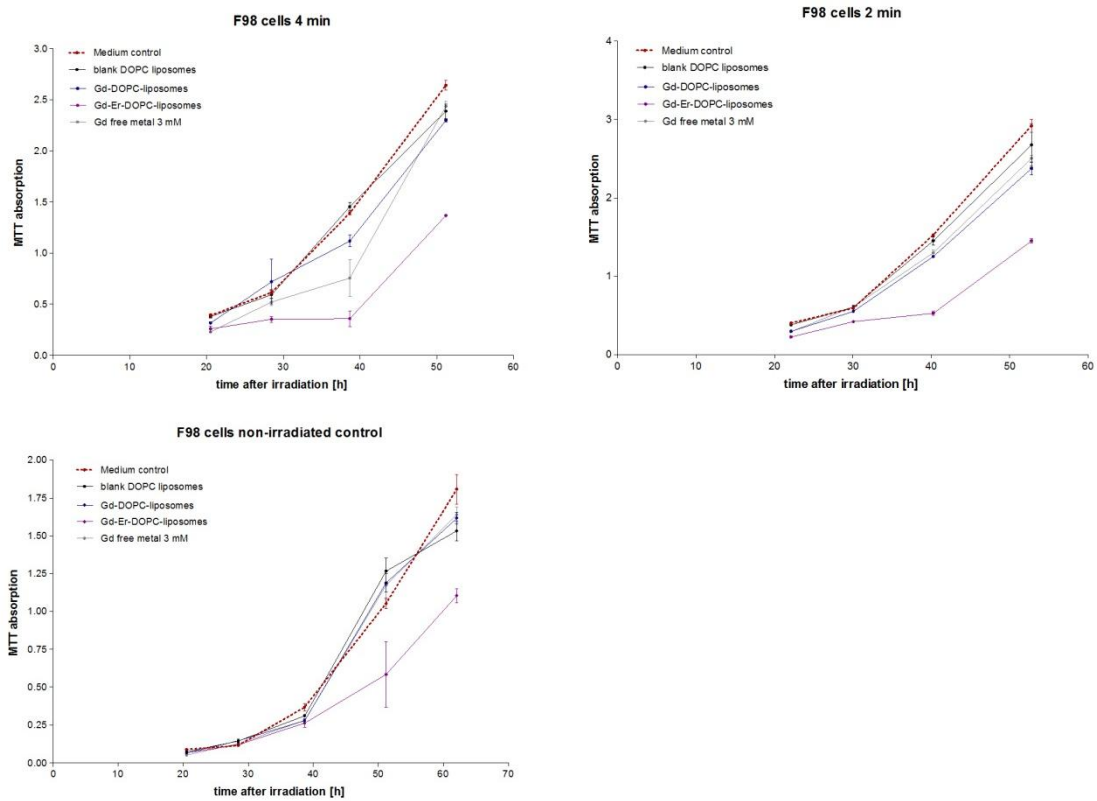 F98 cells 4 min
Medium control
blank DOPC liposomes
Gd-DOPC-liposomes
Gd-Er-DOPC-liposomes
Gd free metal 3 mM
MTT absorption
3.0
2.5
2.0
1.5
1.0
0.5
0.0
0 10 20 30 40 50 60
time after irradiation [h]
F98 cells 2 min
Medium control
blank DOPC liposomes
Gd-DOPC-liposomes
Gd-Er-DOPC-liposomes
Gd free metal 3 mM
MTT absorption
4
3
2
1
0
0 10 20 30 40 50 60
time after irradiation [h]
F98 cells non-irradiated control
Medium control
blank DOPC liposomes
Gd-DOPC-liposomes
Gd-Er-DOPC-liposomes
Gd free metal 3 mM
MTT absorption
2.00
1.75
1.50
1.25
1.00
0.75
0.50
0.25
0.00
0 10 20 30 40 50 60 70
time after irradiation [h]